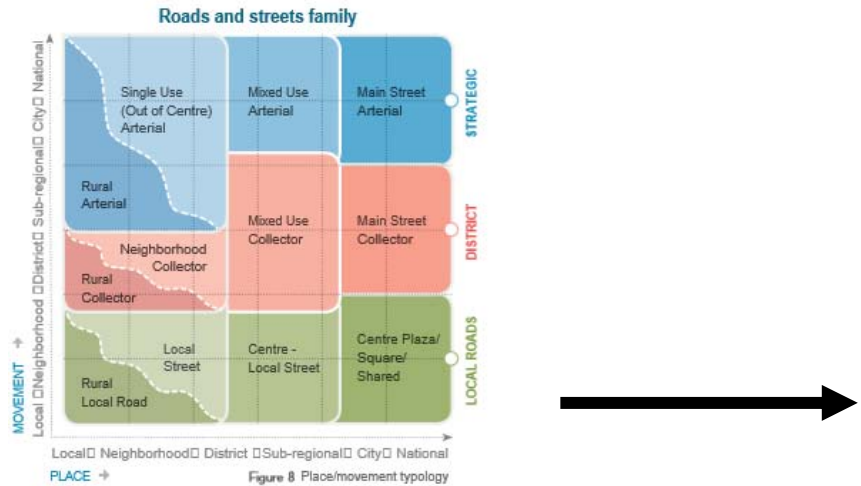 Roads and streets family
MOVEMENT →
Local □Neighborhood □District□ Sub-regional□ City□ National
Single Use
(Out of Centre)
Arterial
Mixed Use
Arterial
Main Street
Arterial
STRATEGIC
Rural
Arterial
Neighborhood
Collector
Mixed Use
Collector
Main Street
Collector
DISTRICT
Rural
Collector
Local
Street
Centre -
Local Street
Centre Plaza/
Square/
Shared
LOCAL ROADS
Rural
Local Road
Local□ Neighborhood□ District □Sub-regional□ City□ National
PLACE →
Figure 8 Place/movement typology